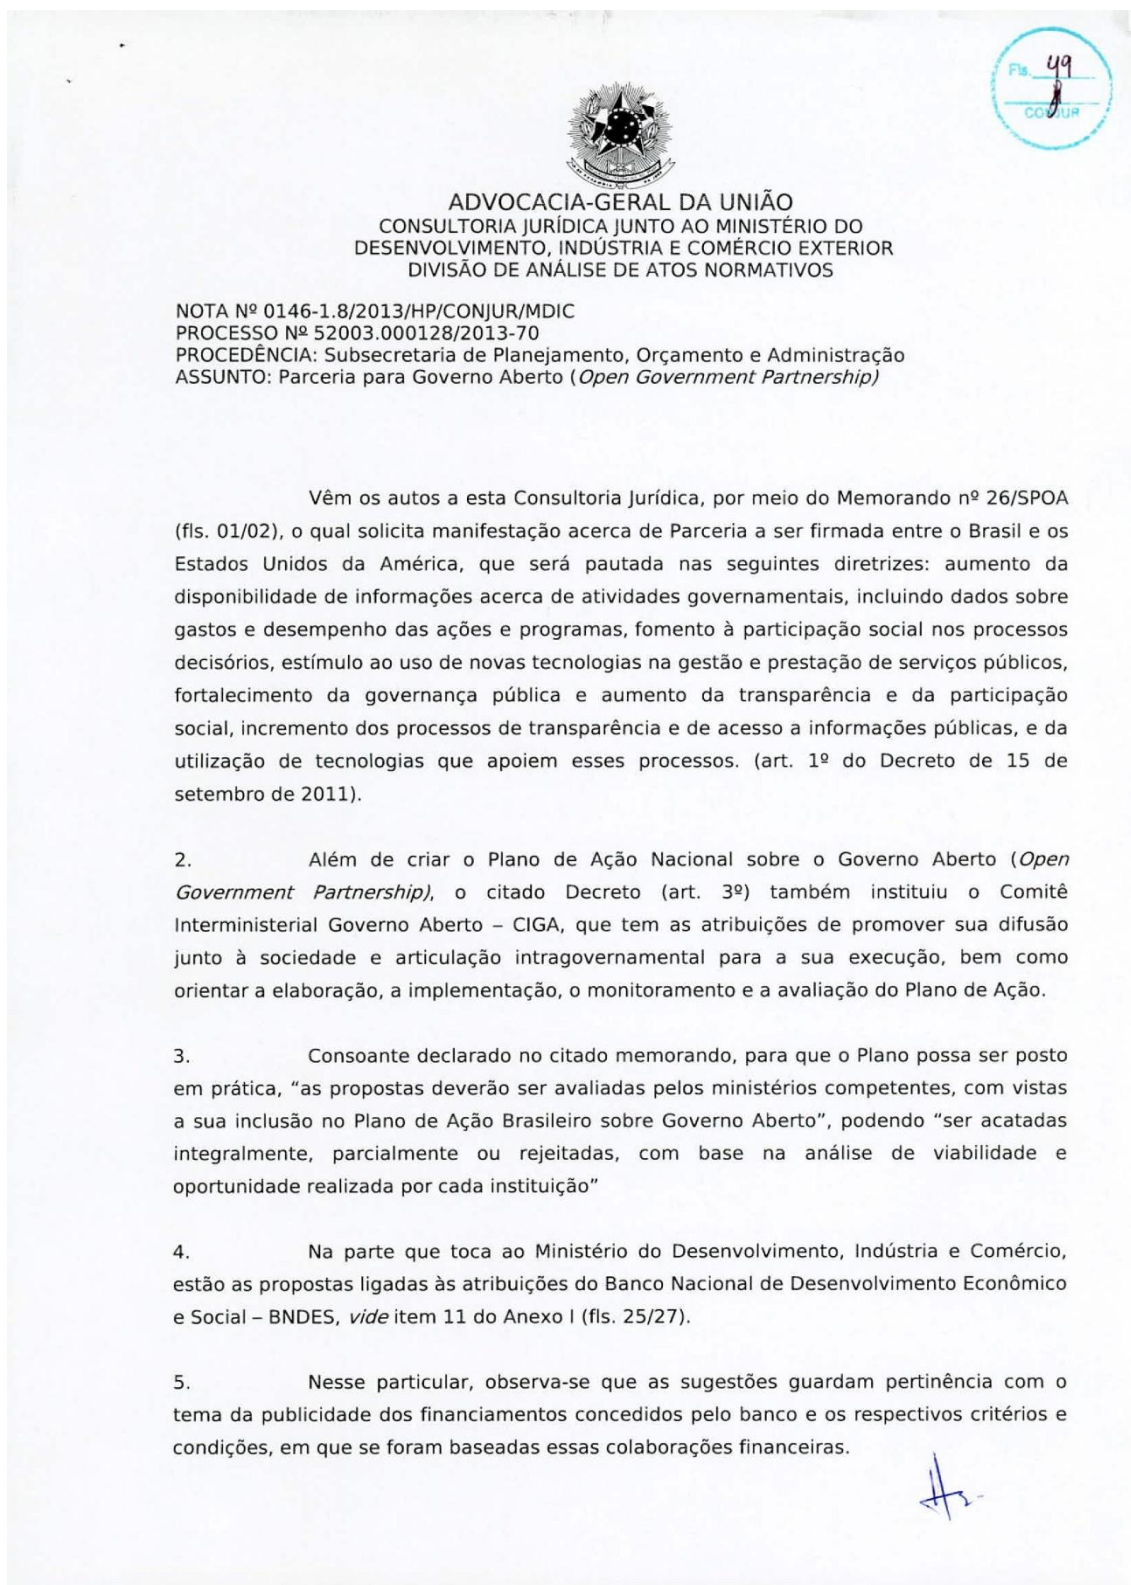 Fls. 49
CONJUR
ADVOCACIA-GERAL DA UNIÃO
CONSULTORIA JURÍDICA JUNTO AO MINISTÉRIO DO
DESENVOLVIMENTO, INDÚSTRIA E COMÉRCIO EXTERIOR
DIVISÃO DE ANÁLISE DE ATOS NORMATIVOS
NOTA Nº 0146-1.8/2013/HP/CONJUR/MDIC
PROCESSO Nº 52003.000128/2013-70
PROCEDÊNCIA: Subsecretaria de Planejamento, Orçamento e Administração
ASSUNTO: Parceria para Governo Aberto (Open Government Partnership)
Vêm os autos a esta Consultoria Jurídica, por meio do Memorando nº 26/SPOA
(fls. 01/02), o qual solicita manifestação acerca de Parceria a ser firmada entre o Brasil e os
Estados Unidos da América, que será pautada nas seguintes diretrizes: aumento da
disponibilidade de informações acerca de atividades governamentais, incluindo dados sobre
gastos e desempenho das ações e programas, fomento à participação social nos processos
decisórios, estímulo ao uso de novas tecnologias na gestão e prestação de serviços públicos,
fortalecimento da governança pública e aumento da transparência e da participação
social, incremento dos processos de transparência e de acesso a informações públicas, e da
utilização de tecnologias que apoiem esses processos. (art. 1º do Decreto de 15 de
setembro de 2011).
2. Além de criar o Plano de Ação Nacional sobre o Governo Aberto (Open
Government Partnership), o citado Decreto (art. 3º) também instituiu o Comitê
Interministerial Governo Aberto – CIGA, que tem as atribuições de promover sua difusão
junto à sociedade e articulação intragovernamental para a sua execução, bem como
orientar a elaboração, a implementação, o monitoramento e a avaliação do Plano de Ação.
3. Consoante declarado no citado memorando, para que o Plano possa ser posto
em prática, “as propostas deverão ser avaliadas pelos ministérios competentes, com vistas
a sua inclusão no Plano de Ação Brasileiro sobre Governo Aberto”, podendo “ser acatadas
integralmente, parcialmente ou rejeitadas, com base na análise de viabilidade e
oportunidade realizada por cada instituição”
4. Na parte que toca ao Ministério do Desenvolvimento, Indústria e Comércio,
estão as propostas ligadas às atribuições do Banco Nacional de Desenvolvimento Econômico
e Social – BNDES, vide item 11 do Anexo I (fls. 25/27).
5. Nesse particular, observa-se que as sugestões guardam pertinência com o
tema da publicidade dos financiamentos concedidos pelo banco e os respectivos critérios e
condições, em que se foram baseadas essas colaborações financeiras.